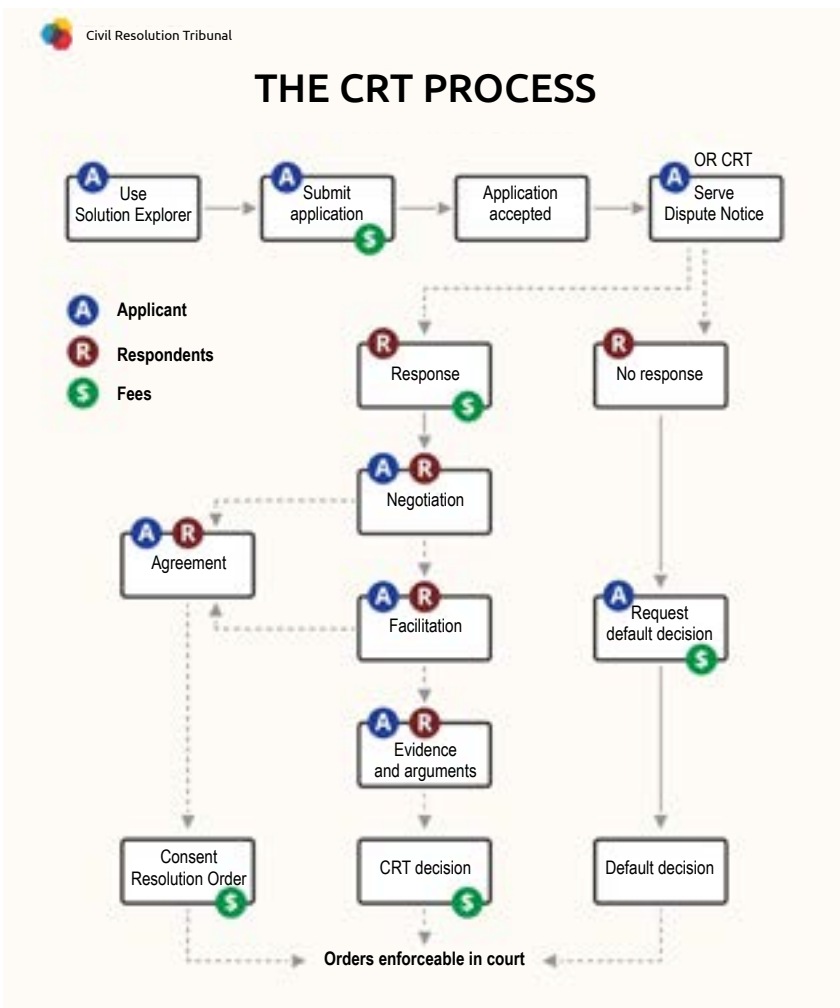 Civil Resolution Tribunal
THE CRT PROCESS
A
Use
Solution Explorer
A
Submit
application
$
Application
accepted
OR CRT
A
Serve
Dispute Notice
A
Applicant
R
Respondents
$
Fees
R
Response
$
R
No response
A R
Negotiation
A R
Agreement
A R
Facilitation
A
Request
default decision
$
A R
Evidence
and arguments
Consent
Resolution Order
$
CRT decision
$
Default decision
Orders enforceable in court